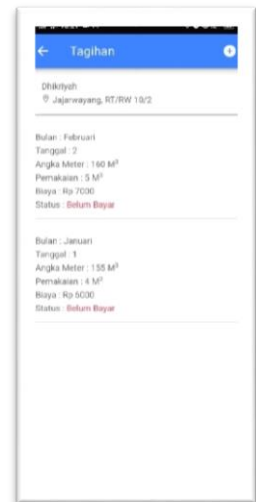 Tagihan
Dhikriyah
Jajarwayang, RT/RW 10/2
Bulan : Februari
Tanggal : 2
Angka Meter : 160 M³
Pemakaian : 5 M³
Biaya : Rp 7000
Status : Belum Bayar
Bulan : Januari
Tanggal : 1
Angka Meter : 155 M³
Pemakaian : 4 M³
Biaya : Rp 6000
Status : Belum Bayar